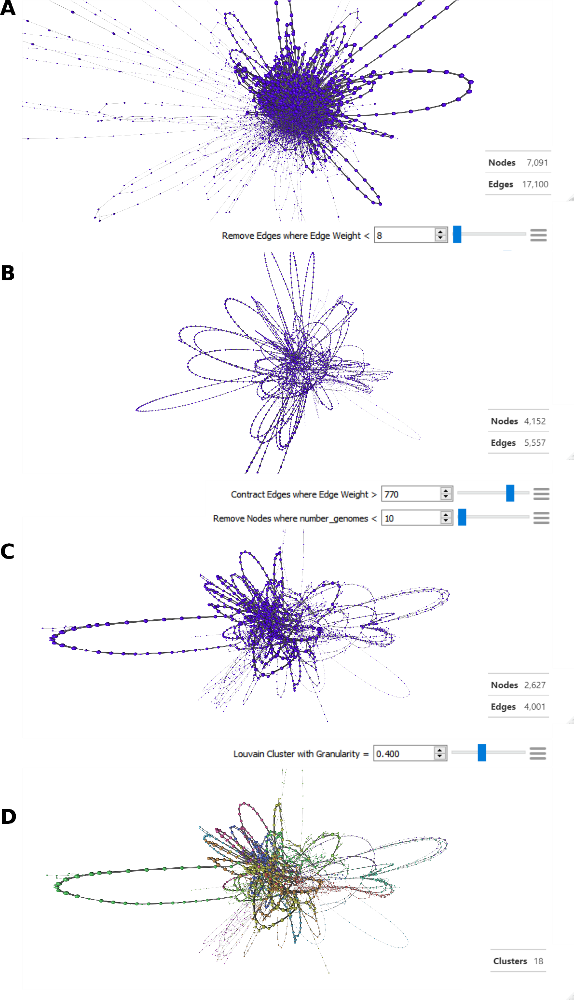 A
Nodes 7,091
Edges 17,100
Remove Edges where Edge Weight < 8
B
Nodes 4,152
Edges 5,557
Contract Edges where Edge Weight > 770
Remove Nodes where number_genomes < 10
C
Nodes 2,627
Edges 4,001
Louvain Cluster with Granularity = 0.400
D
Clusters 18